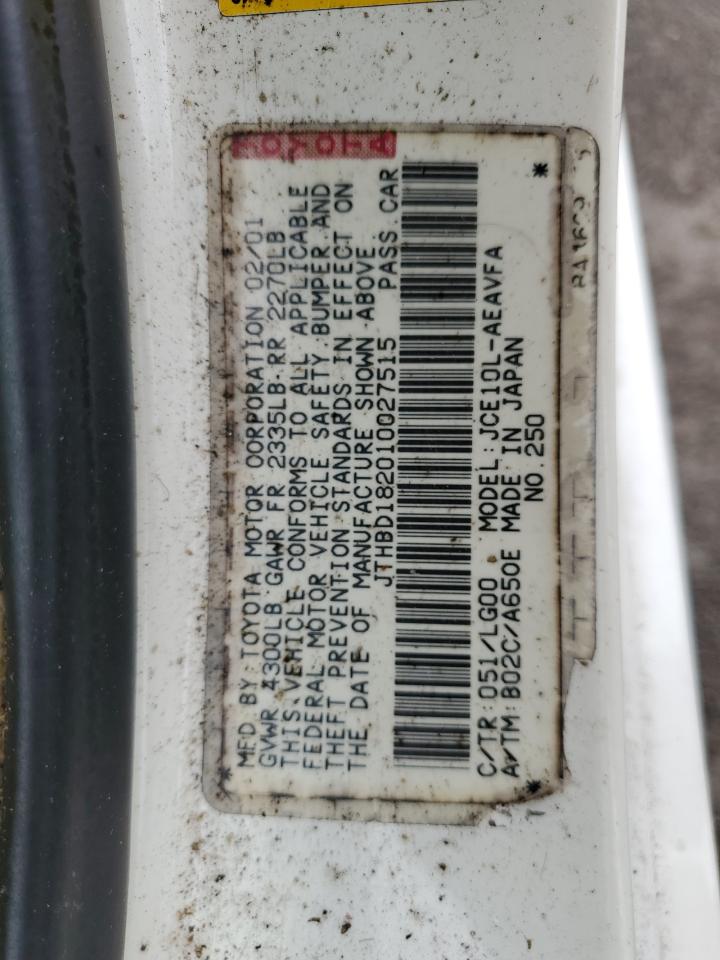 TOYOTA
MFD BY:TOYOTA MOTOR CORPORATION 02/01
GVWR 4300LB GAWR FR 2335LB RR 2270LB
THIS VEHICLE CONFORMS TO ALL APPLICABLE
FEDERAL MOTOR VEHICLE SAFETY,BUMPER,AND
THEFT PREVENTION STANDARDS IN EFFECT ON
THE DATE OF MANUFACTURE SHOWN ABOVE.
JTHBD182010027515 PASS.CAR
C/TR:051/LG00 MODEL:JCE10L-AEAVFA
A/TM:B02C/A650E MADE IN JAPAN
NO.250